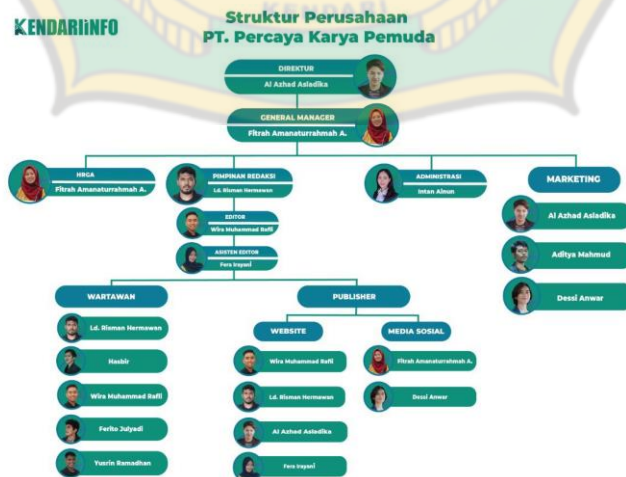 KENDARIINFO
Struktur Perusahaan
PT. Percaya Karya Pemuda
DIREKTUR
Al Azhad Asladika
GENERAL MANAGER
Fitrah Amanaturrahmah A.
HRGA
Fitrah Amanaturrahmah A.
PIMPINAN REDAKSI
Ld. Risman Hermawan
ADMINISTRASI
Intan Ainun
MARKETING
Al Azhad Asladika
Aditya Mahmud
Dessi Anwar
EDITOR
Wira Muhammad Rafli
ASISTEN EDITOR
Fera Irayani
WARTAWAN
Ld. Risman Hermawan
Hasbir
Wira Muhammad Rafli
Ferito Julyadi
Yusrin Ramadhan
PUBLISHER
WEBSITE
Wira Muhammad Rafli
Ld. Risman Hermawan
Al Azhad Asladika
Fera Irayani
MEDIA SOSIAL
Fitrah Amanaturrahmah A.
Dessi Anwar